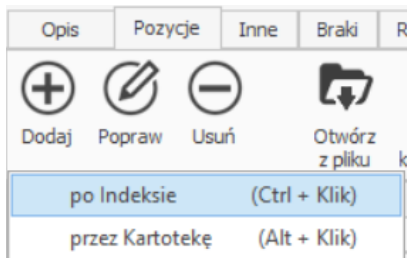 Opis Pozycje Inne Braki R
Dodaj Popraw Usuń Otwórz
z pliku k
po Indeksie (Ctrl + Klik)
przez Kartotekę (Alt + Klik)